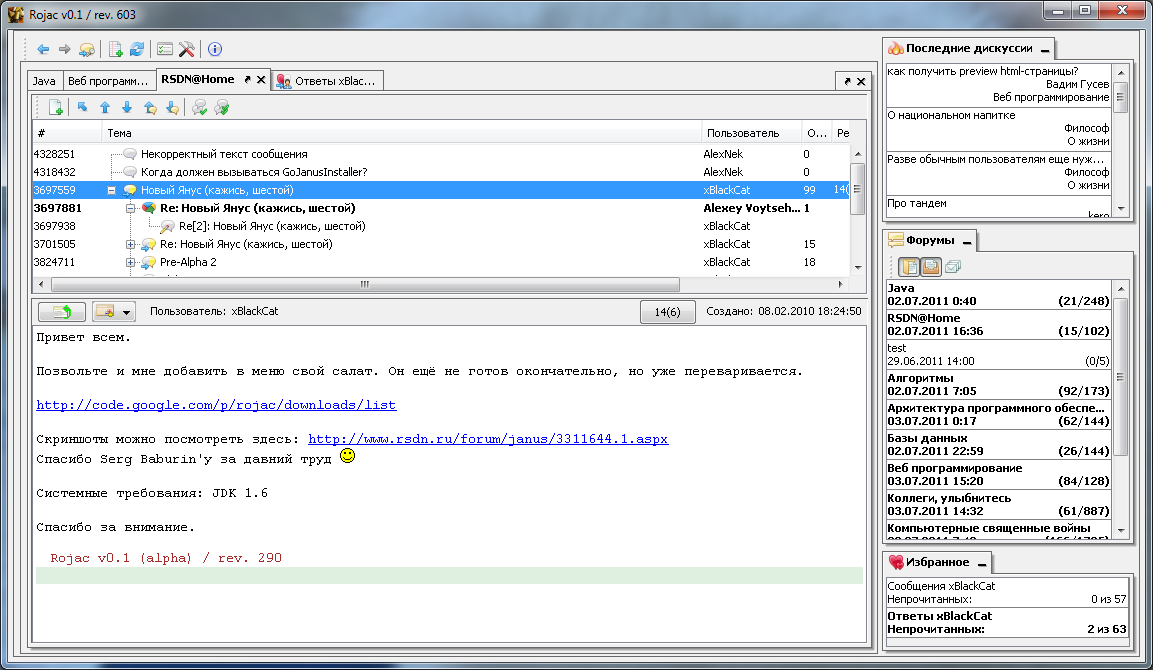 Rojac v0.1 / rev. 603
Java
Веб программ...
RSDN@Home
Ответы xBlac...
# Тема Пользователь О... Ре
4328251 Некорректный текст сообщения AlexNek 0
4318432 Когда должен вызываться GoJanusInstaller? AlexNek 0
3697559 Новый Янус (кажись, шестой) xBlackCat 99 14(
3697881 Re: Новый Янус (кажись, шестой) Alexey Voytseh... 1
3697938 Re[2]: Новый Янус (кажись, шестой) xBlackCat
3701505 Re: Новый Янус (кажись, шестой) xBlackCat 15
3824711 Pre-Alpha 2 xBlackCat 18
Пользователь: xBlackCat 14(6) Создано: 08.02.2010 18:24:50
Привет всем.
Позвольте и мне добавить в меню свой салат. Он ещё не готов окончательно, но уже переваривается.
http://code.google.com/p/rojac/downloads/list
Скриншоты можно посмотреть здесь: http://www.rsdn.ru/forum/janus/3311644.1.aspx
Спасибо Serg Baburin'у за давний труд
Системные требования: JDK 1.6
Спасибо за внимание.
Rojac v0.1 (alpha) / rev. 290
Последние дискуссии
как получить preview html-страницы?
Вадим Гусев
Веб программирование
О национальном напитке
Философ
О жизни
Разве обычным пользователям еще нуж...
Философ
О жизни
Про тандем
kero
Форумы
Java
02.07.2011 0:40 (21/248)
RSDN@Home
02.07.2011 16:36 (15/102)
test
29.06.2011 14:00 (0/5)
Алгоритмы
02.07.2011 7:05 (92/173)
Архитектура программного обеспе...
03.07.2011 0:17 (62/144)
Базы данных
02.07.2011 22:59 (26/144)
Веб программирование
03.07.2011 15:20 (84/128)
Коллеги, улыбнитесь
03.07.2011 14:32 (61/887)
Компьютерные священные войны
Избранное
Сообщения xBlackCat
Непрочитанных: 0 из 57
Ответы xBlackCat
Непрочитанных: 2 из 63